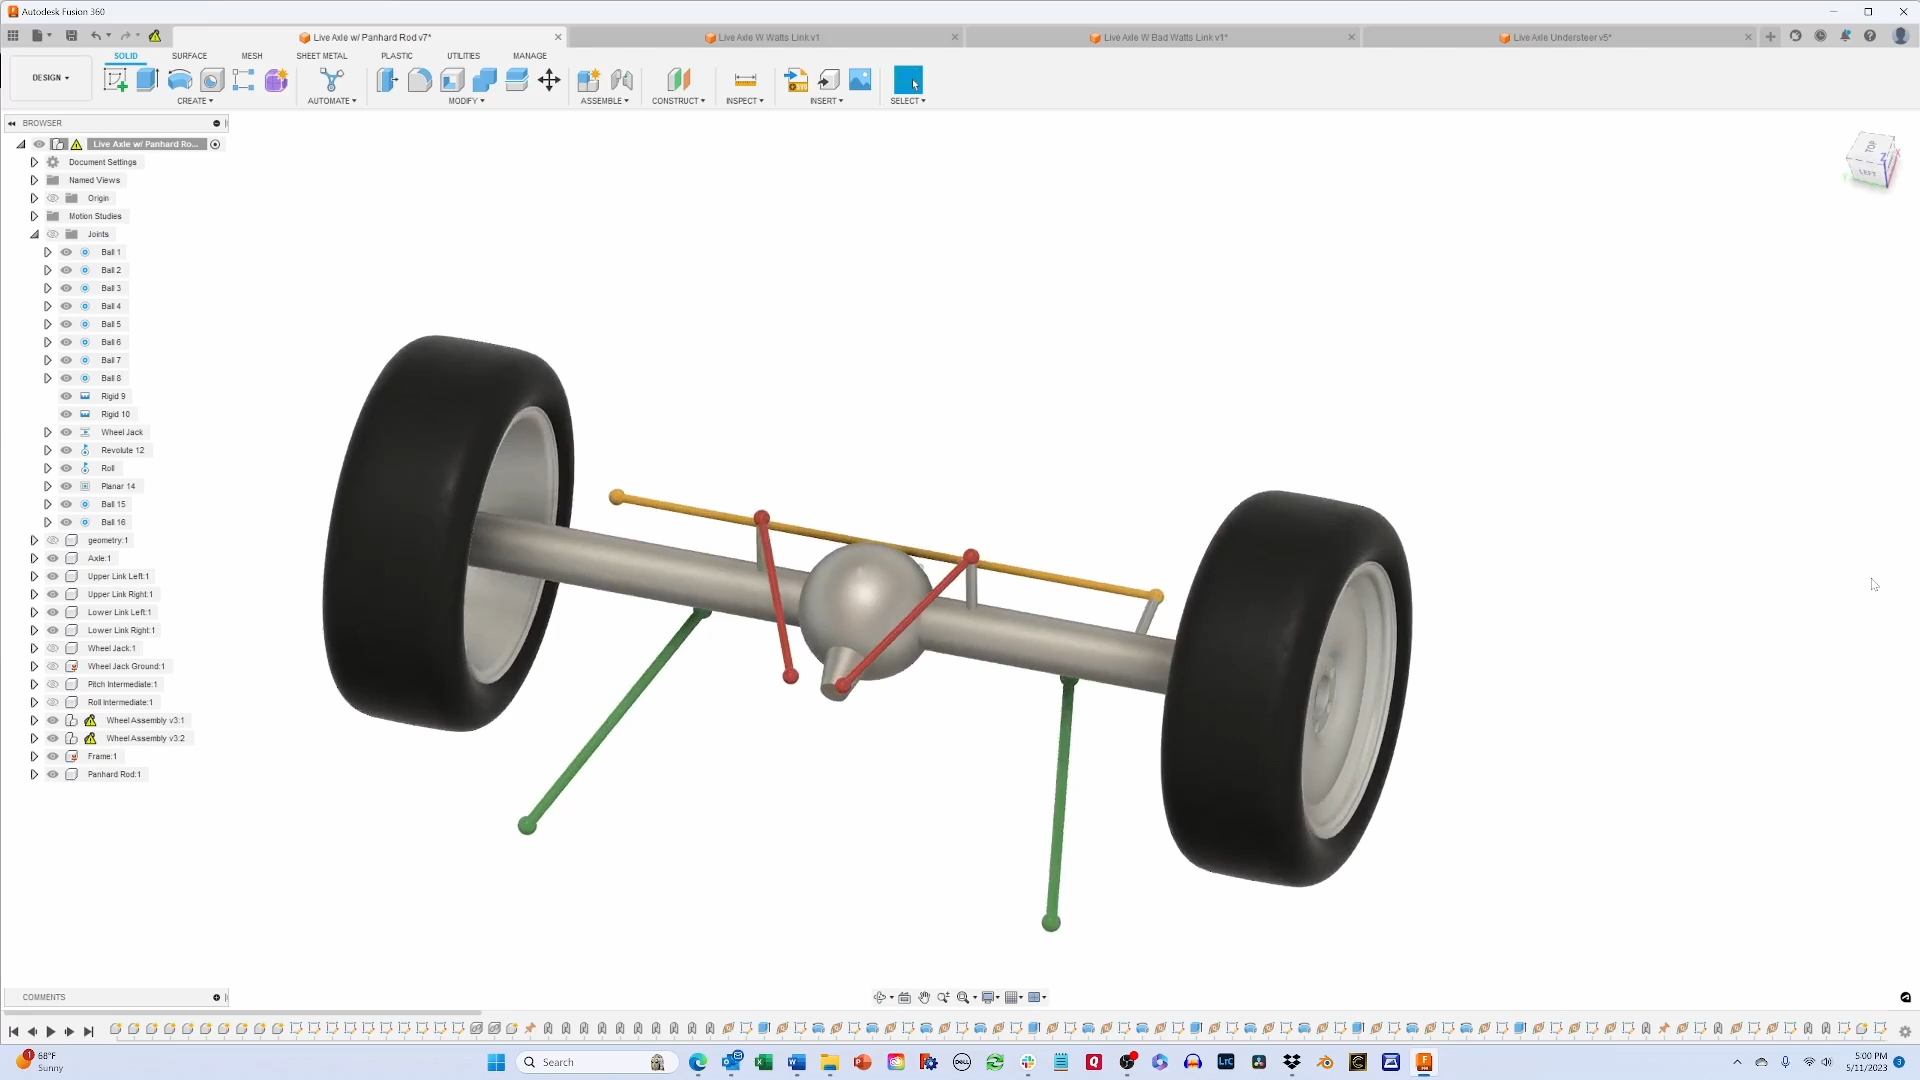 Autodesk Fusion 360
Live Axle w/ Panhard Rod v7*
Live Axle W Watts Link v1
Live Axle W Bad Watts Link v1*
Live Axle Understeer v5*
SOLID
SURFACE
MESH
SHEET METAL
PLASTIC
UTILITIES
MANAGE
DESIGN
CREATE
AUTOMATE
MODIFY
ASSEMBLE
CONSTRUCT
INSPECT
INSERT
SELECT
BROWSER
Live Axle w/ Panhard Ro...
Document Settings
Named Views
Origin
Motion Studies
Joints
Ball 1
Ball 2
Ball 3
Ball 4
Ball 5
Ball 6
Ball 7
Ball 8
Rigid 9
Rigid 10
Wheel Jack
Revolute 12
Roll
Planar 14
Ball 15
Ball 16
geometry:1
Axle:1
Upper Link Left:1
Upper Link Right:1
Lower Link Left:1
Lower Link Right:1
Wheel Jack:1
Wheel Jack Ground:1
Pitch Intermediate:1
Roll Intermediate:1
Wheel Assembly v3:1
Wheel Assembly v3:2
Frame:1
Panhard Rod:1
TOP
LEFT
Z
X
Y
COMMENTS
1
68°F
Sunny
Search
DELL
LrC
5:00 PM
5/11/2023
3